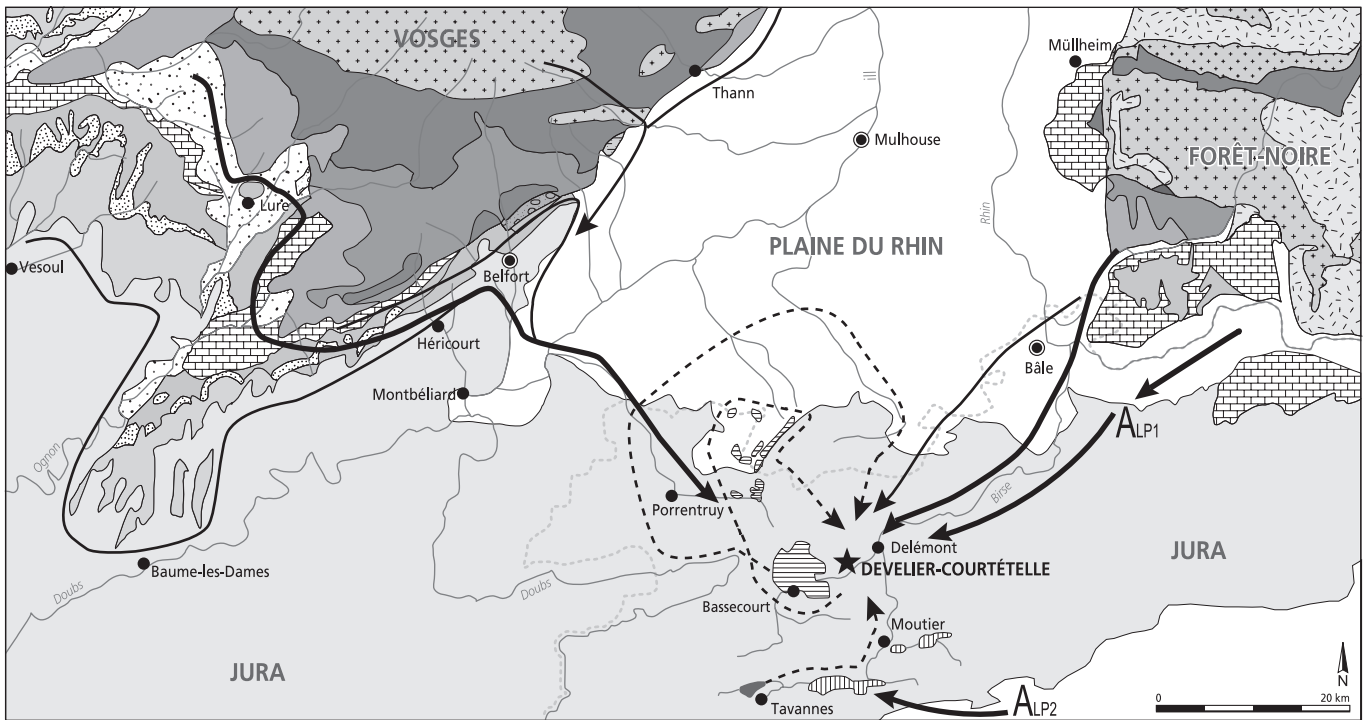 VOSGES
Müllheim
Thann
Ill
Mulhouse
FORÊT-NOIRE
Lure
Rhin
PLAINE DU RHIN
Vesoul
Belfort
Héricourt
Bâle
Montbéliard
ALP1
Ognon
Birse
Porrentruy
Delémont
JURA
DEVELIER-COURTÉTELLE
Baume-les-Dames
Doubs
Doubs
Bassecourt
Moutier
JURA
N
Tavannes
ALP2
0 20 km